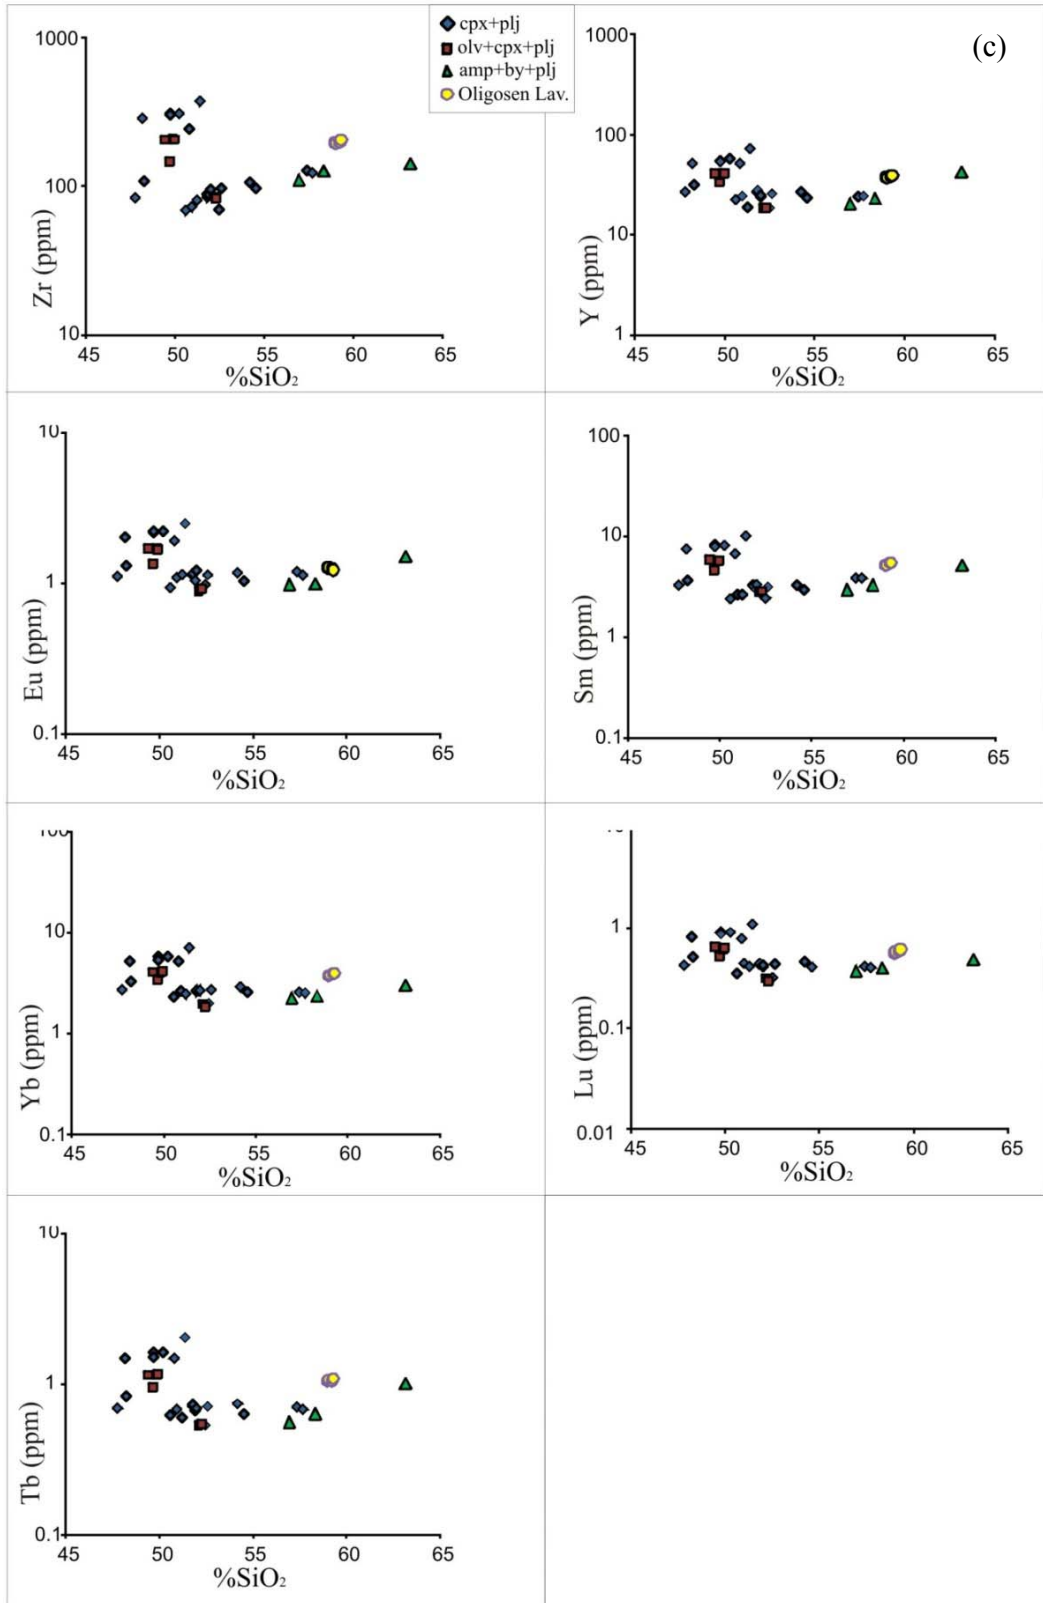 cpx+plj
olv+cpx+plj
amp+by+plj
Oligosen Lav.
(c)
1000
100
10
Zr (ppm)
45 50 55 60 65
%SiO₂
1000
100
10
1
Y (ppm)
45 50 55 60 65
%SiO₂
10
1
0.1
Eu (ppm)
45 50 55 60 65
%SiO₂
100
10
1
0.1
Sm (ppm)
45 50 55 60 65
%SiO₂
100
10
1
0.1
Yb (ppm)
45 50 55 60 65
%SiO₂
10
1
0.1
0.01
Lu (ppm)
45 50 55 60 65
%SiO₂
10
1
0.1
Tb (ppm)
45 50 55 60 65
%SiO₂